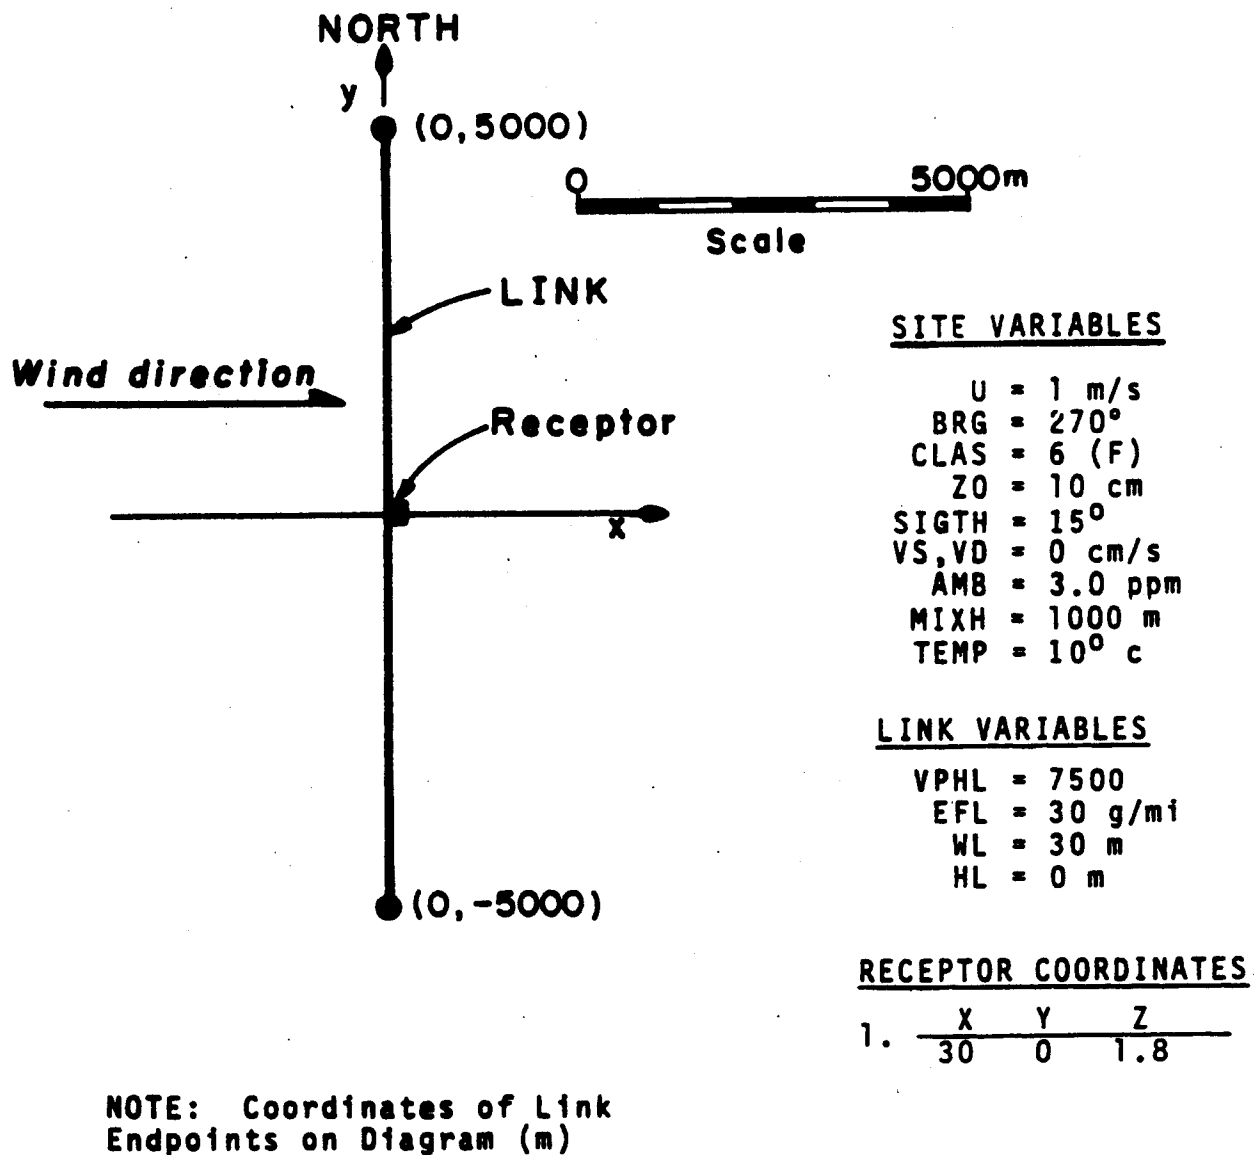 NORTH
y
(0,5000)
0 5000m
Scale
LINK
Wind direction
Receptor
x
(0,-5000)
SITE VARIABLES
U = 1 m/s
BRG = 270°
CLAS = 6 (F)
Z0 = 10 cm
SIGTH = 15°
VS,VD = 0 cm/s
AMB = 3.0 ppm
MIXH = 1000 m
TEMP = 10° c
LINK VARIABLES
VPHL = 7500
EFL = 30 g/mi
WL = 30 m
HL = 0 m
RECEPTOR COORDINATES
X Y Z
1. 30 0 1.8
NOTE: Coordinates of Link
Endpoints on Diagram (m)